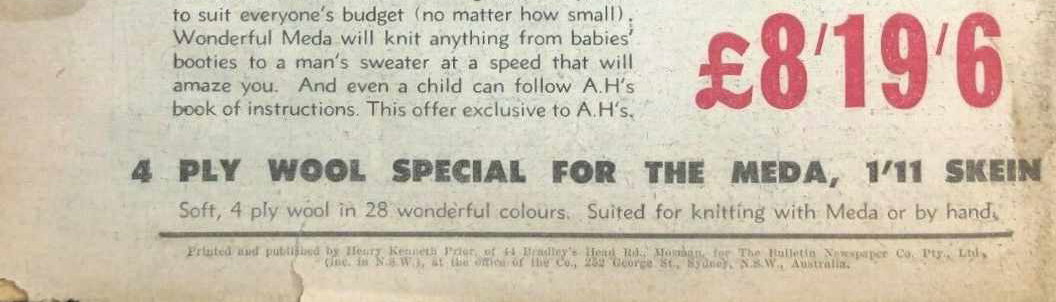 to suit everyone's budget (no matter how small).
Wonderful Meda will knit anything from babies'
booties to a man's sweater at a speed that will
amaze you. And even a child can follow A.H's
book of instructions. This offer exclusive to A.H's.
£8/19/6
4 PLY WOOL SPECIAL FOR THE MEDA, 1'11 SKEIN
Soft, 4 ply wool in 28 wonderful colours. Suited for knitting with Meda or by hand.
Printed and published by Henry Kenneth Prior, of 44 Bradley's Head Rd., Mosman, for The Bulletin Newspaper Co. Pty., Ltd.,
(Inc. in N.S.W.), at the office of the Co., 252 George St., Sydney, N.S.W., Australia.